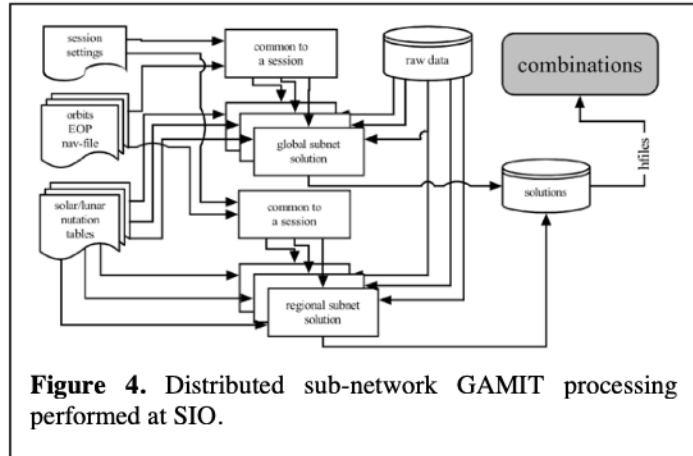 session
settings
common to
a session
raw data
combinations
orbits
EOP
nav-file
global subnet
solution
hfiles
solutions
solar/lunar
nutation
tables
common to
a session
regional subnet
solution
Figure 4. Distributed sub-network GAMIT processing
performed at SIO.